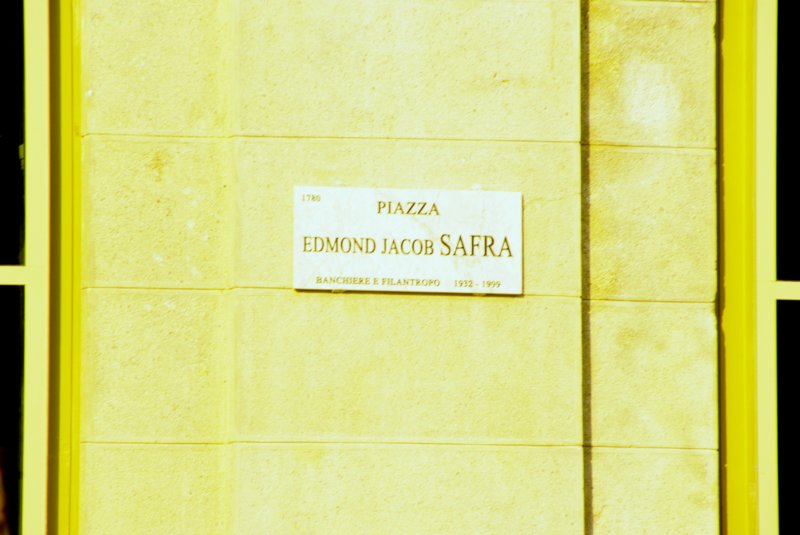 1780
PIAZZA
EDMOND JACOB SAFRA
BANCHIERE E FILANTROPO 1932 - 1999